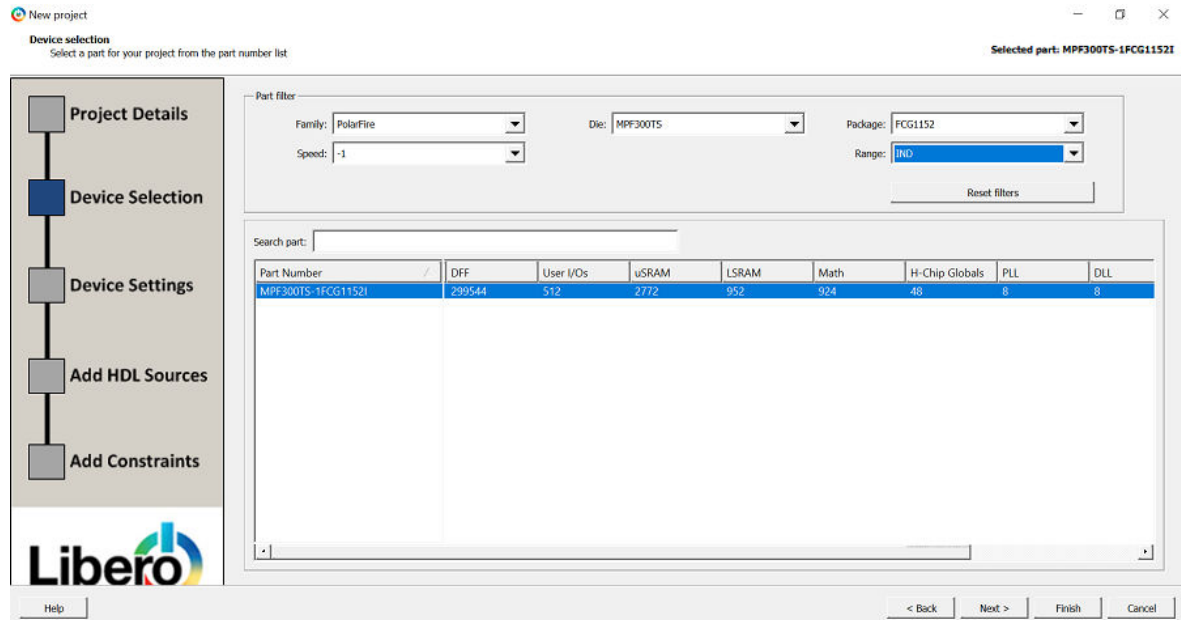 New project
Device selection
Select a part for your project from the part number list
Selected part: MPF300TS-1FCG1152I
Project Details
Device Selection
Device Settings
Add HDL Sources
Add Constraints
Libero
Part filter
Family: PolarFire Die: MPF300TS Package: FCG1152
Speed: -1 Range: IND
Reset filters
Search part:
Part Number DFF User I/Os uSRAM LSRAM Math H-Chip Globals PLL DLL
MPF300TS-1FCG1152I 299544 512 2772 952 924 48 8 8
Help < Back Next > Finish Cancel